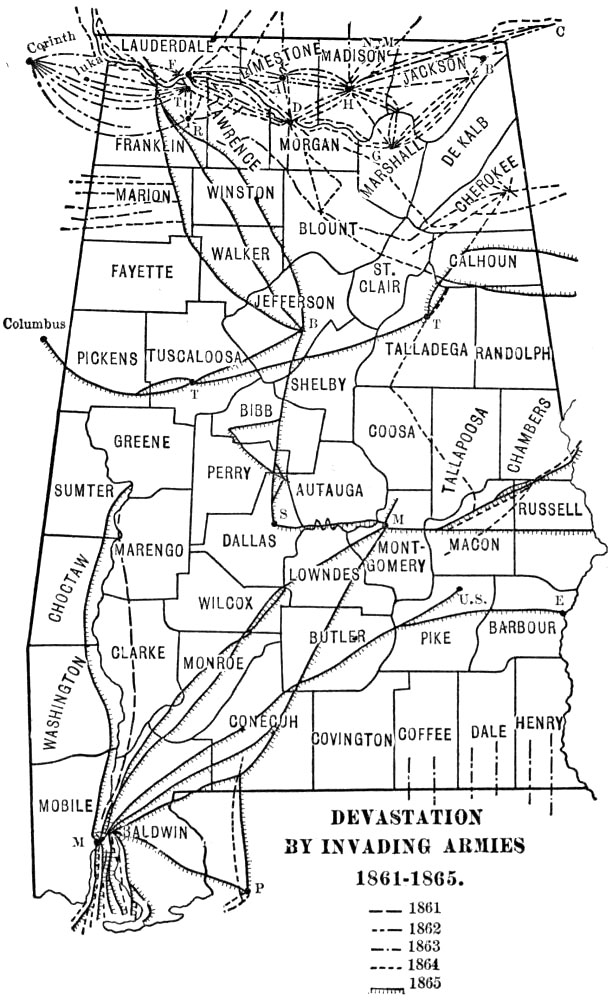 Corinth
Iuka
LAUDERDALE
LIMESTONE
N. M.
MADISON
JACKSON
C
B
F
T
R
A
D
H
G
LAWRENCE
FRANKLIN
MORGAN
MARSHALL
DE KALB
CHEROKEE
MARION
WINSTON
BLOUNT
WALKER
FAYETTE
ST. CLAIR
CALHOUN
JEFFERSON
Columbus
B
T
PICKENS
TUSCALOOSA
TALLADEGA
RANDOLPH
T
SHELBY
BIBB
GREENE
COOSA
TALLAPOOSA
CHAMBERS
PERRY
SUMTER
AUTAUGA
RUSSELL
S
M
DALLAS
MARENGO
MONT-
GOMERY
MACON
CHOCTAW
LOWNDES
WILCOX
U.S.
E
BUTLER
PIKE
BARBOUR
CLARKE
MONROE
WASHINGTON
CONECUH
COVINGTON
COFFEE
DALE
HENRY
MOBILE
M
BALDWIN
P
DEVASTATION
BY INVADING ARMIES
1861-1865.
1861
1862
1863
1864
1865